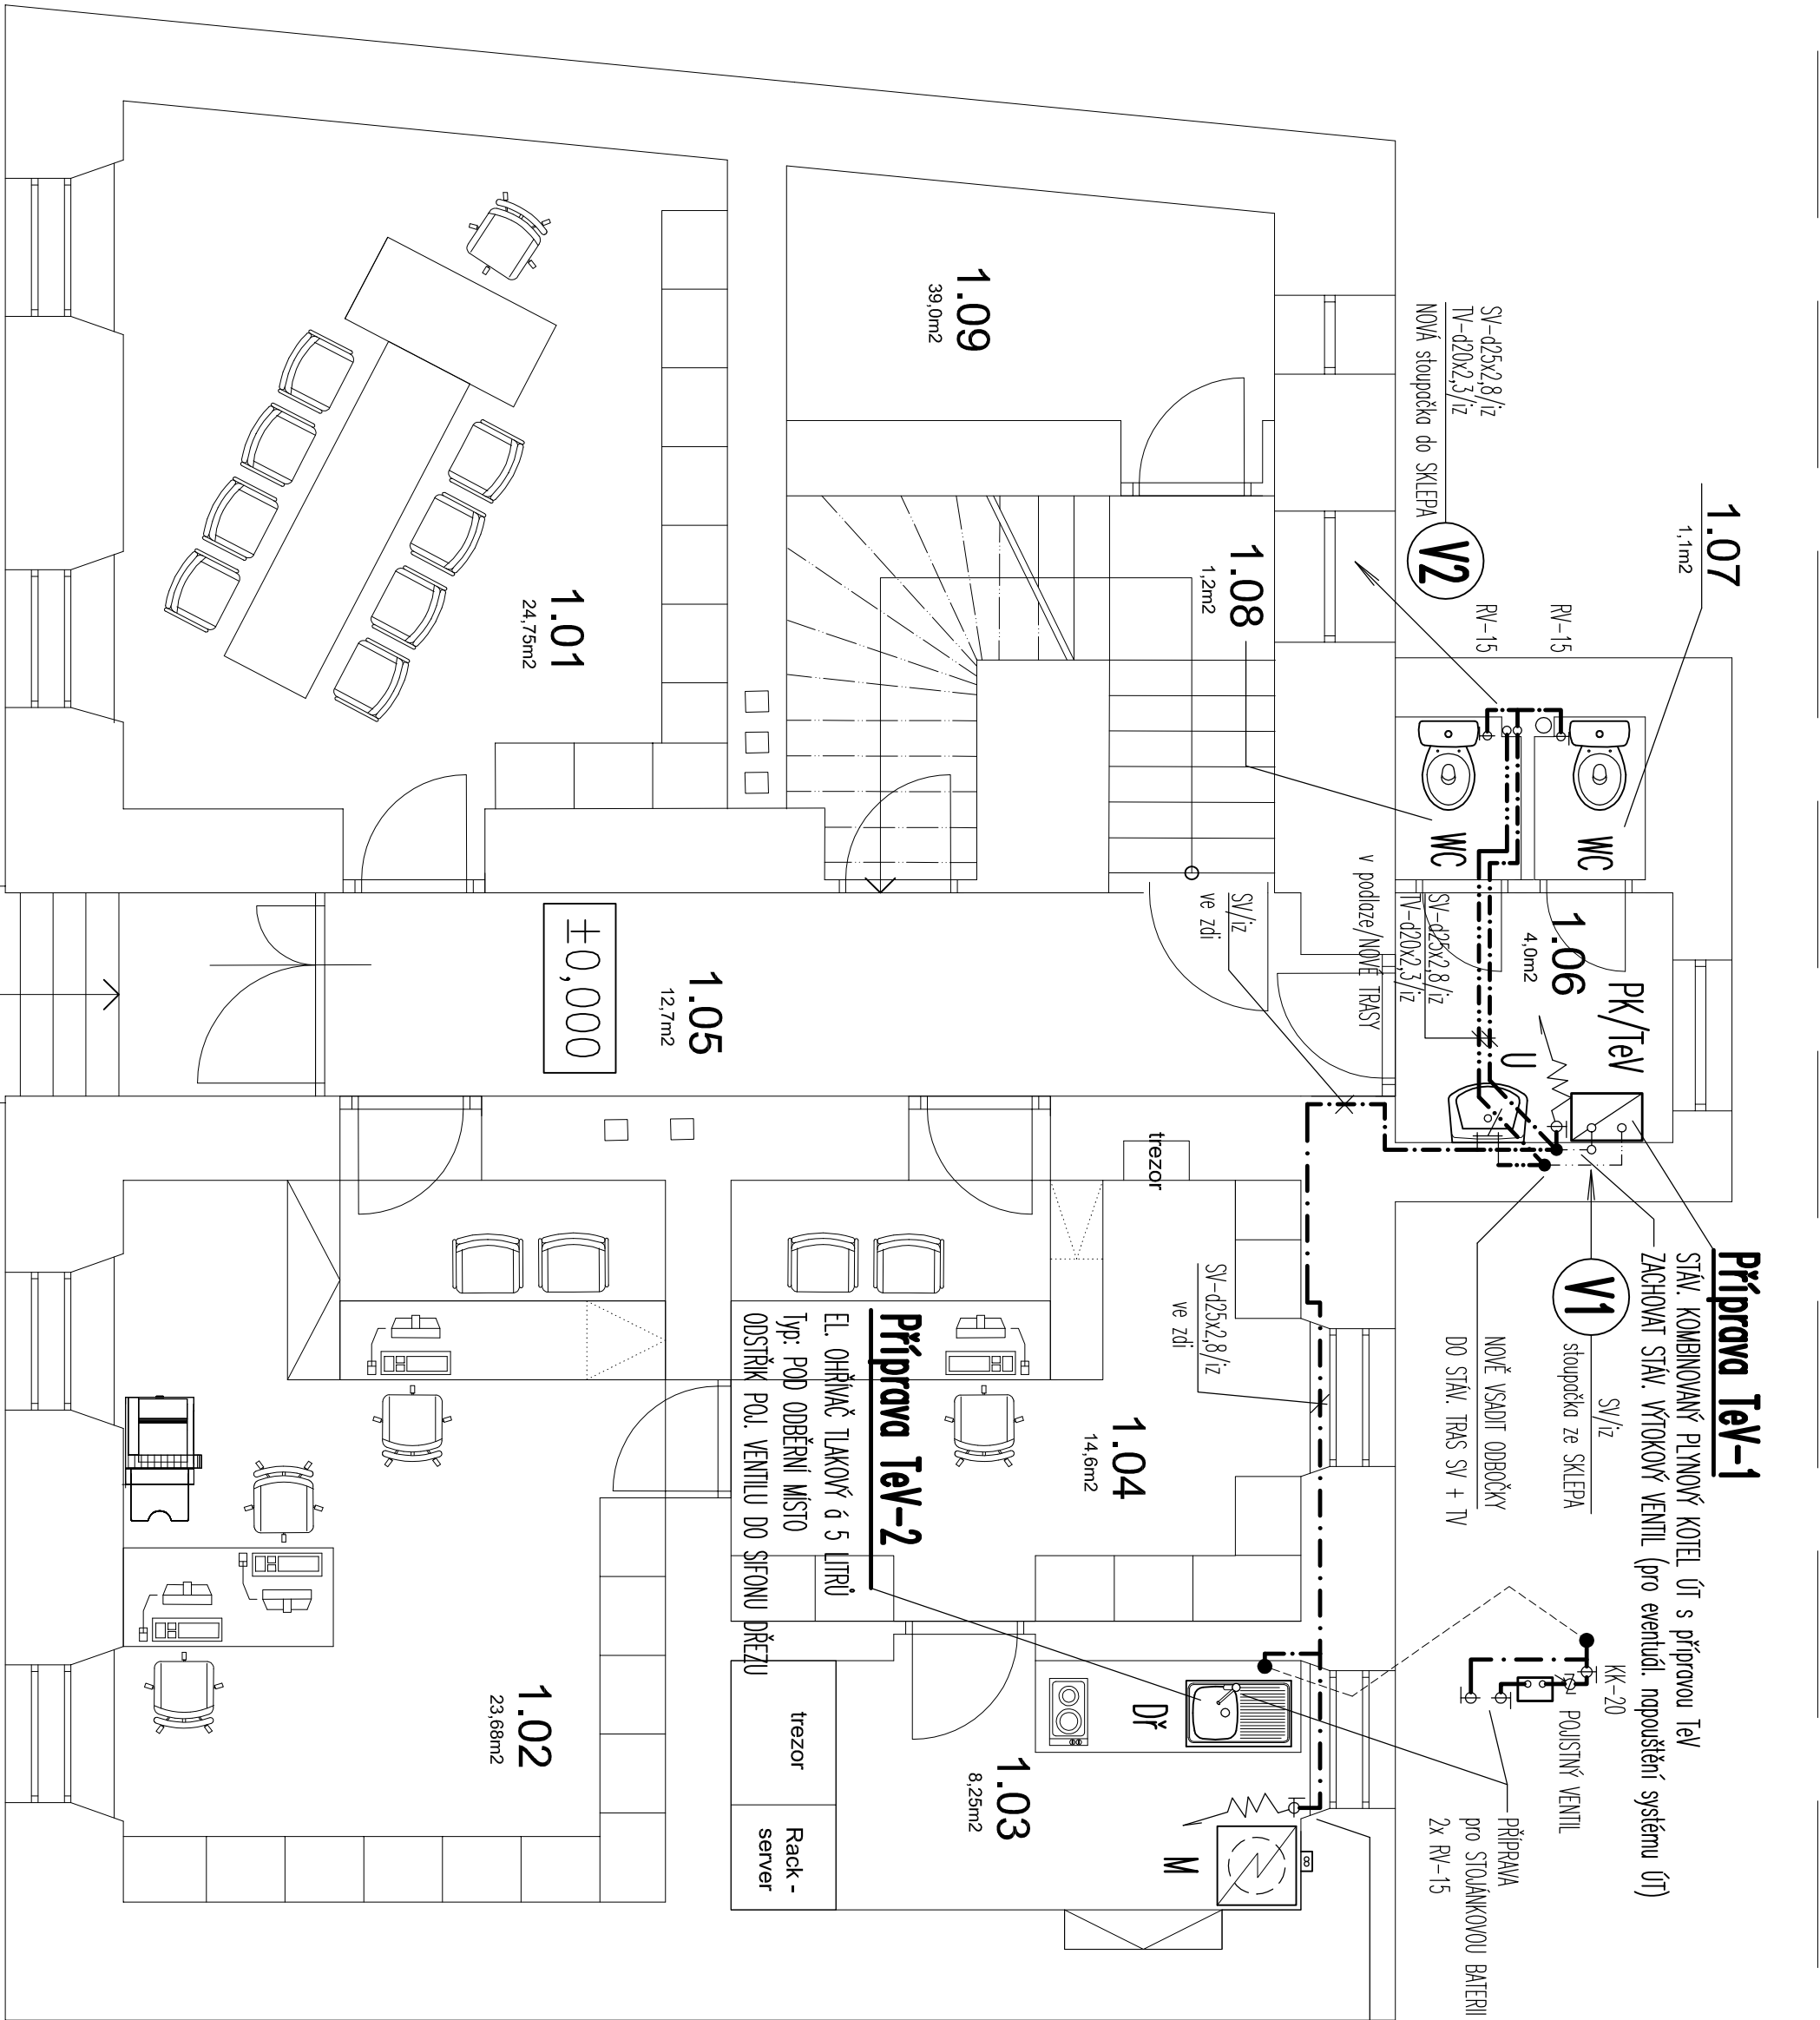 Příprava TeV-1
STÁV. KOMBINOVANÝ PLYNOVÝ KOTEL ÚT s přípravou TeV
ZACHOVAT STÁV. VÝTOKOVÝ VENTIL (pro eventuál. napouštění systému ÚT)
1.07
1,1m2
SV-d25x2,8/iz
TV-d20x2,3/iz
NOVÁ stoupačka do SKLEPA
V2
RV-15
RV-15
WC
WC
PK/TeV
1.06
4,0m2
U
SV-d25x2,8/iz
TV-d20x2,3/iz
v podlaze/NOVÉ TRASY
V1
SV/iz
stoupačka ze SKLEPA
NOVĚ VSADIT ODBOČKY
DO STÁV. TRAS SV + TV
KK-20
POJISTNÝ VENTIL
PŘÍPRAVA
pro STOJÁNKOVOU BATERII
2x RV-15
1.08
1,2m2
SV/iz
ve zdi
SV-d25x2,8/iz
ve zdi
trezor
1.09
39,0m2
1.04
14,6m2
Dř
M
Příprava TeV-2
EL. OHŘÍVAČ TLAKOVÝ á 5 LITRŮ
Typ: POD ODBĚRNÍ MÍSTO
ODSTŘIK POJ. VENTILU DO SIFONU DŘEZU
1.03
8,25m2
trezor
Rack -
server
1.05
12,7m2
±0,000
1.01
24,75m2
1.02
23,68m2